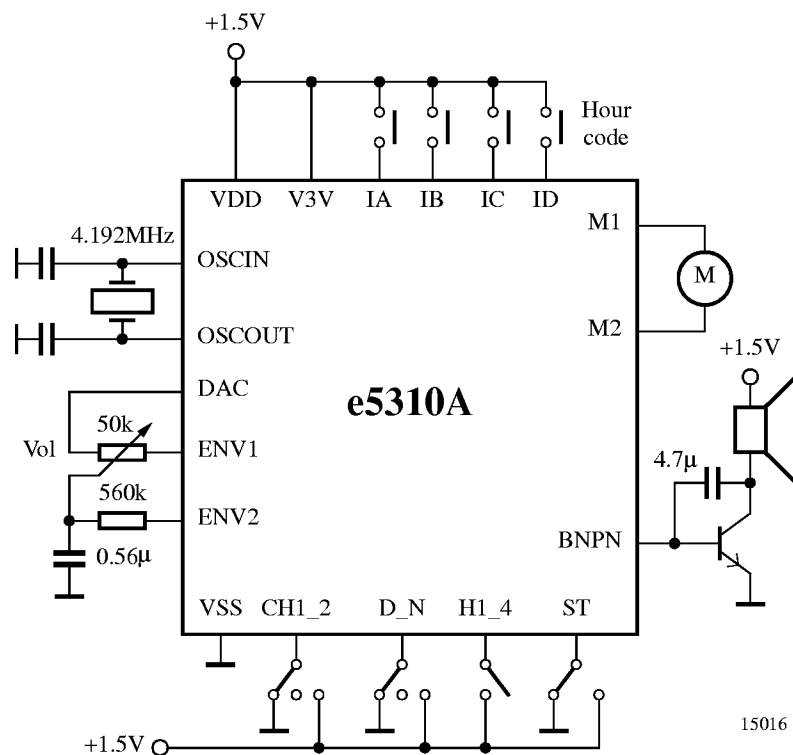 +1.5V
Hour
code
VDD V3V IA IB IC ID
4.192MHz
OSCIN
M1
M
OSCOUT
M2
+1.5V
DAC
e5310A
50k
Vol
ENV1
4.7µ
560k
ENV2
BNPN
0.56µ
VSS CH1_2 D_N H1_4 ST
15016
+1.5V